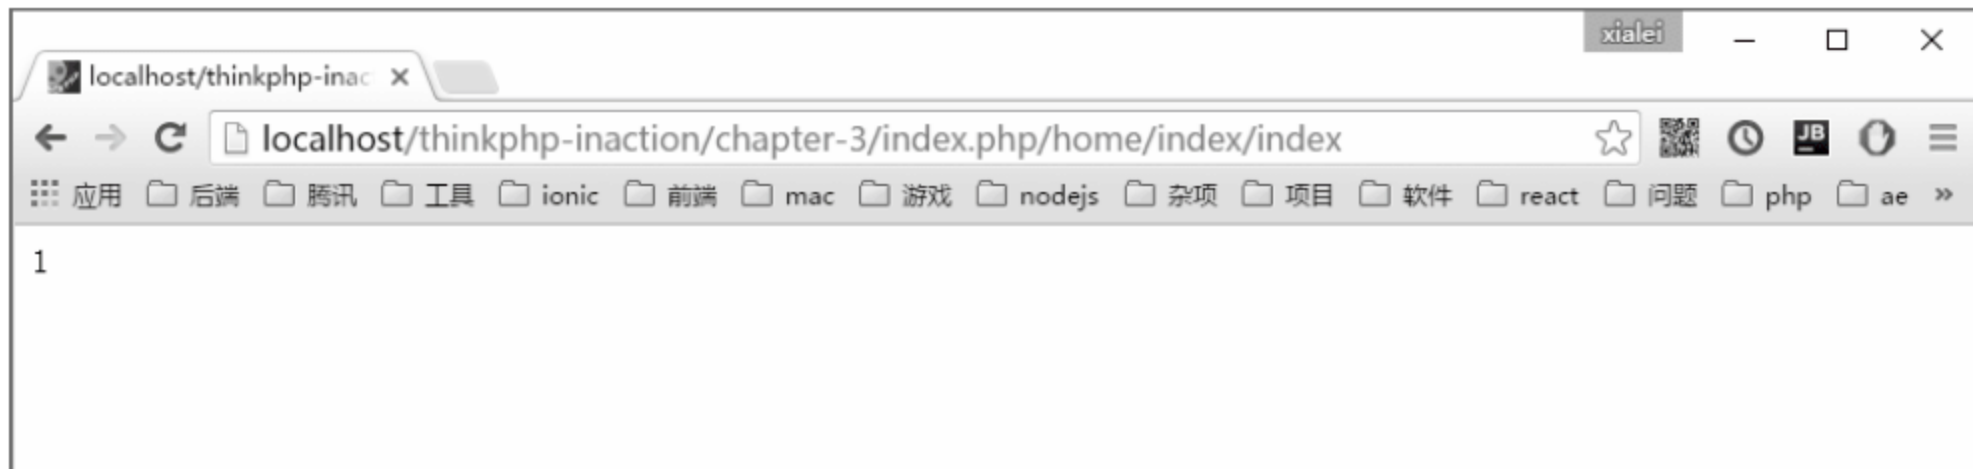 xialei
localhost/thinkphp-inac
localhost/thinkphp-inaction/chapter-3/index.php/home/index/index
JB
应用 后端 腾讯 工具 ionic 前端 mac 游戏 nodejs 杂项 项目 软件 react 问题 php ae »
1